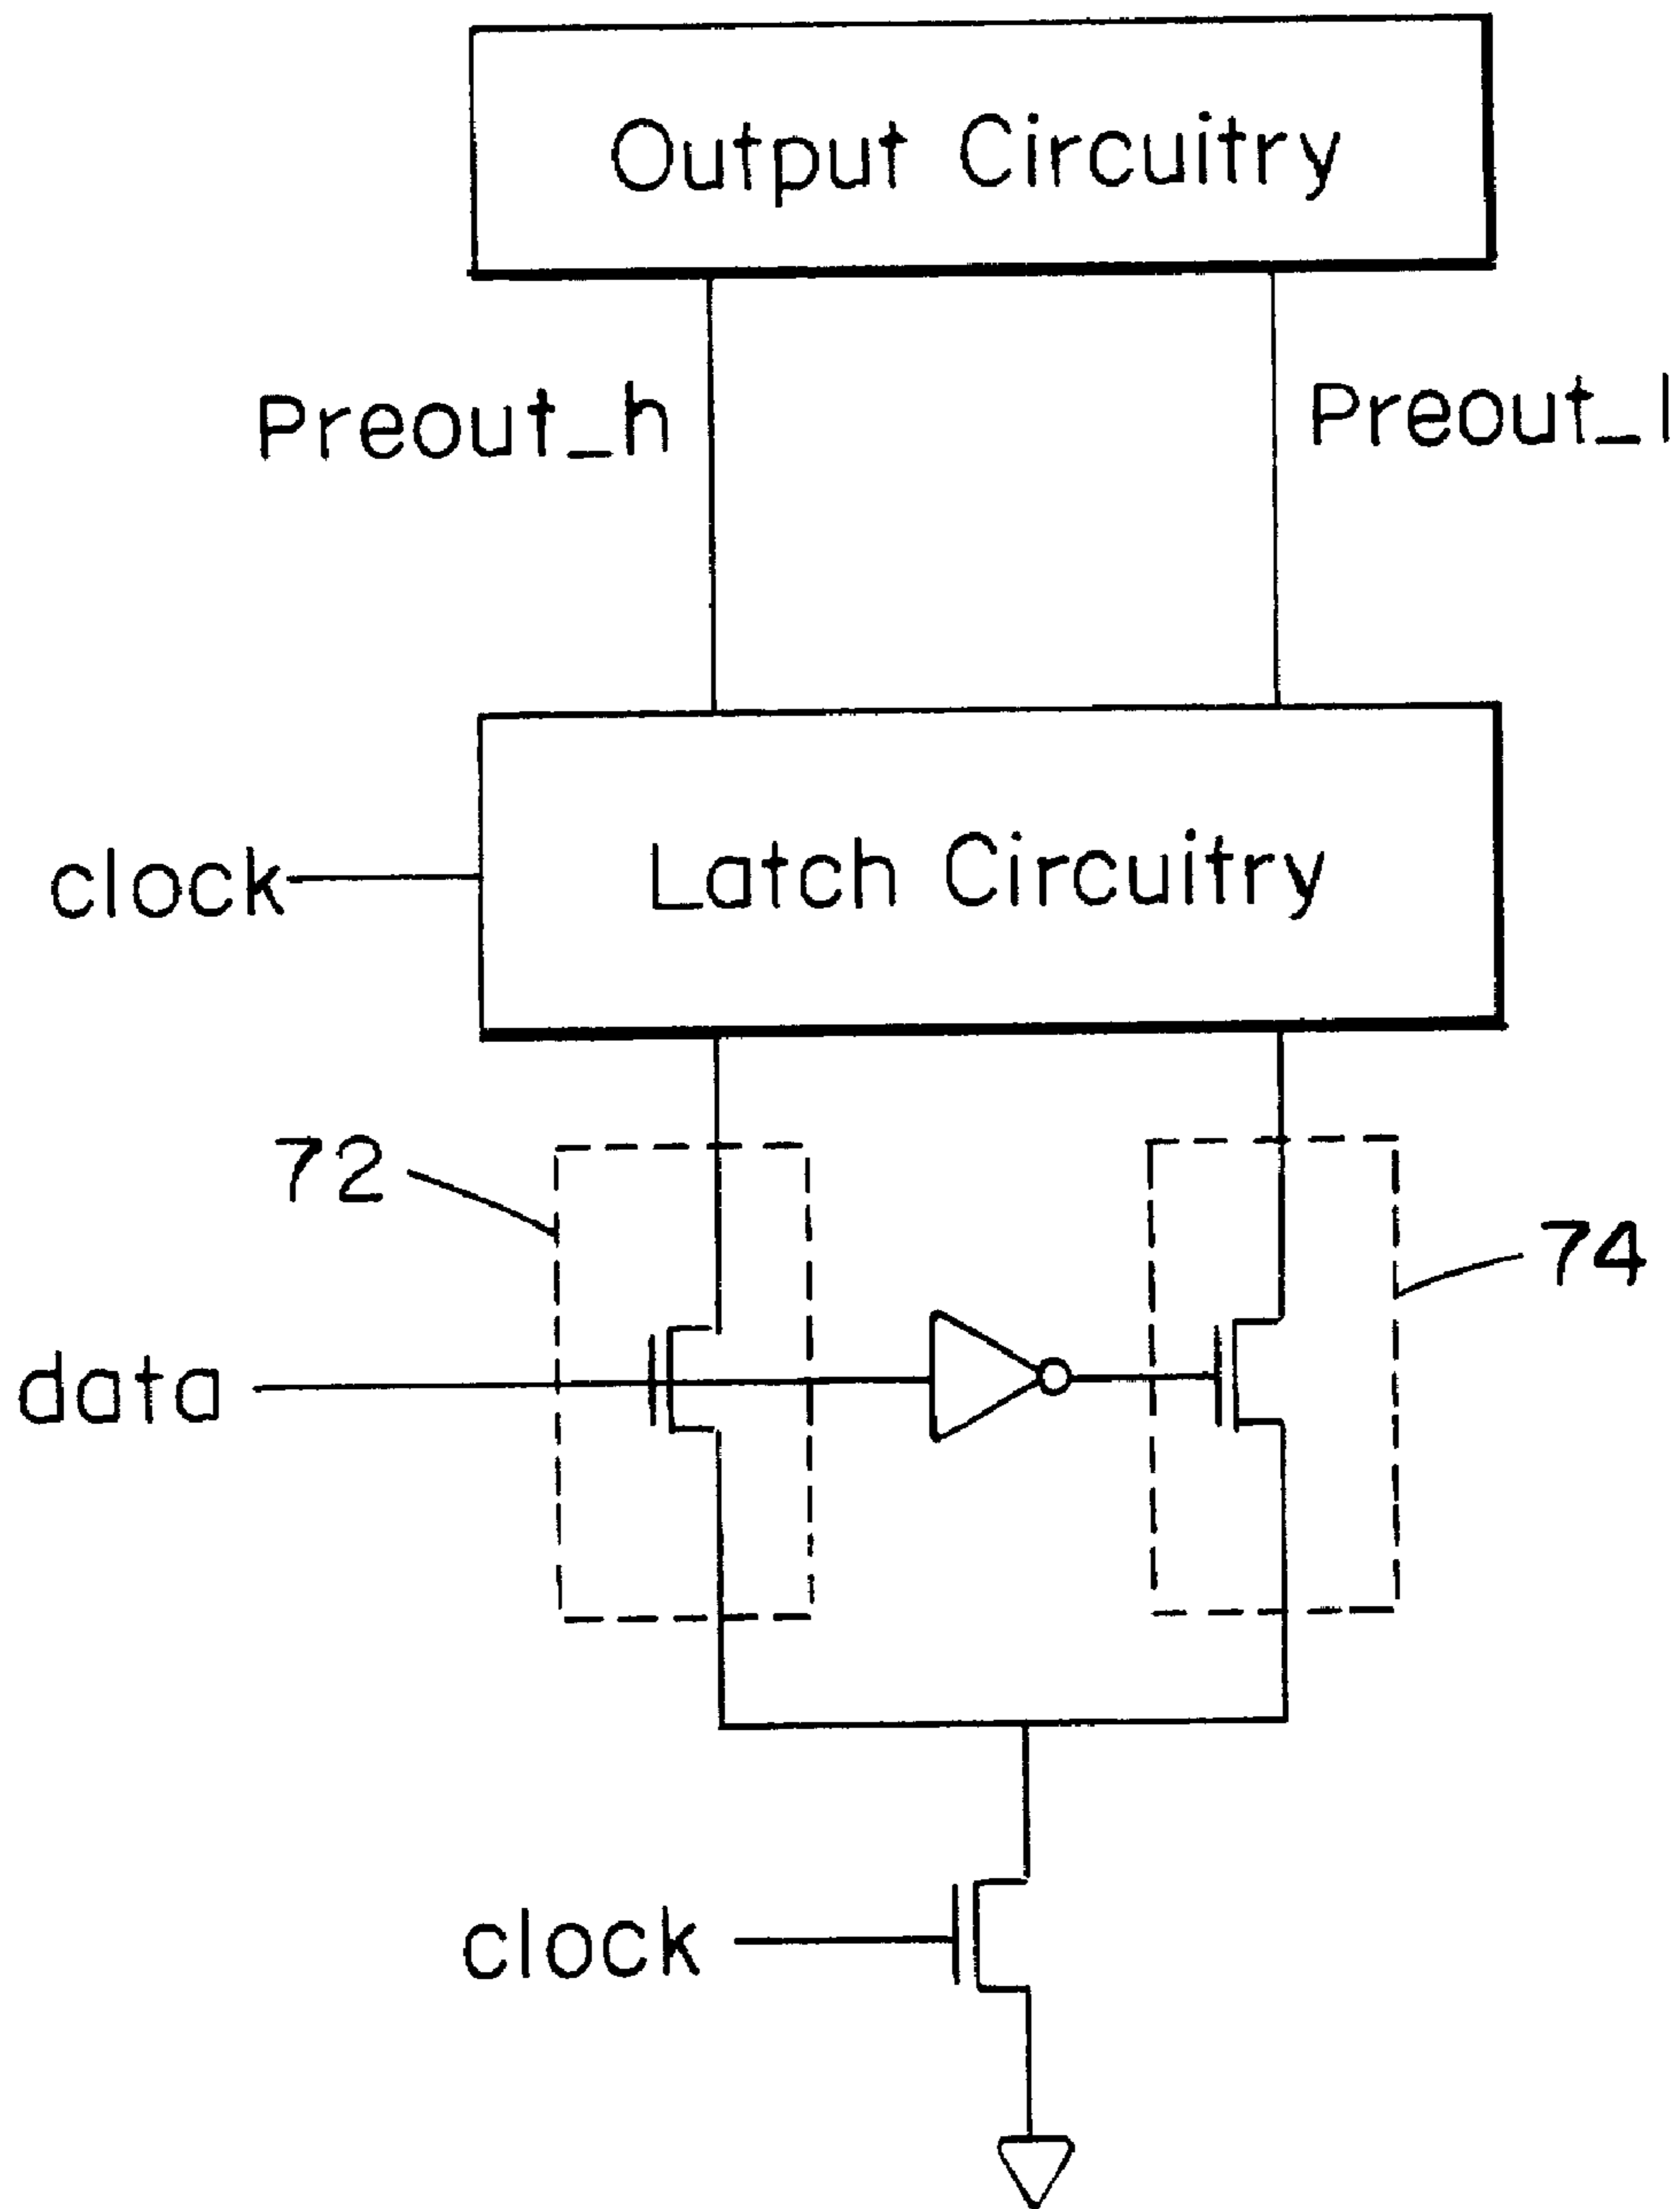 Output Circuitry
Preout_h
Preout_l
clock
Latch Circuitry
72
74
data
clock